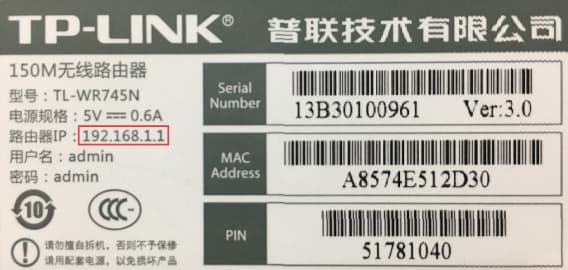 TP-LINK® 普联技术有限公司
150M无线路由器
型号：TL-WR745N
电源规格：5V ⎓ 0.6A
路由器IP：192.168.1.1
用户名：admin
密码：admin
10
CCC
请勿擅自拆机，否则不予保修
请用配套电源，以免损坏产品
Serial Number
13B30100961 Ver:3.0
MAC Address
A8574E512D30
PIN
51781040